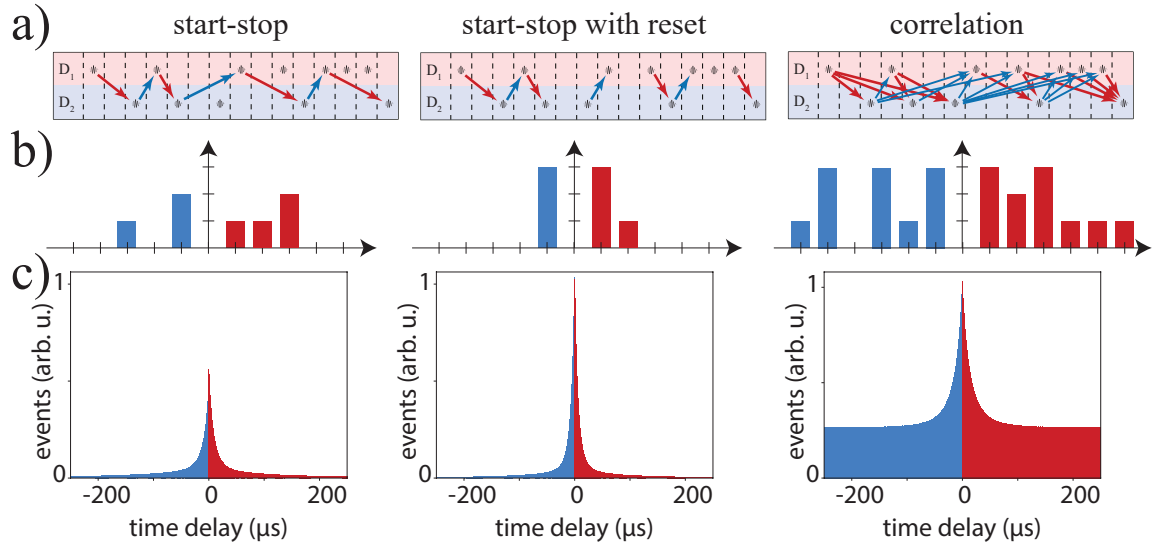 a) start-stop start-stop with reset correlation
D1 D1 D1
D2 D2 D2
b)
c)
1 1 1
events (arb. u.) events (arb. u.) events (arb. u.)
0 0 0
-200 0 200 -200 0 200 -200 0 200
time delay (μs) time delay (μs) time delay (μs)